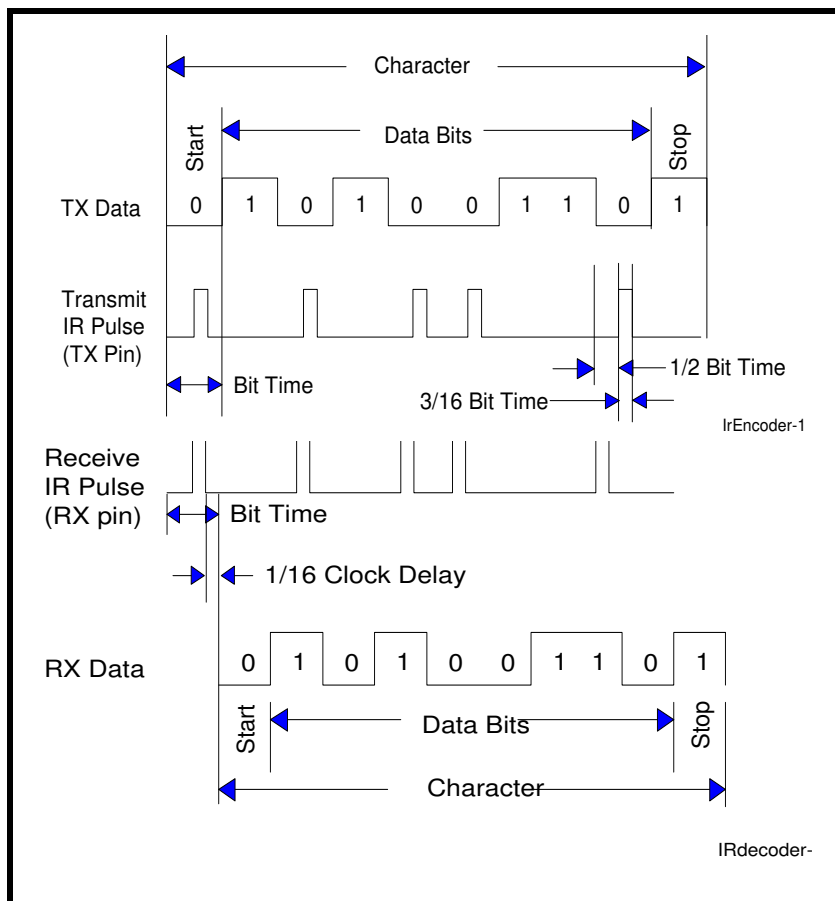 Character
Start
Data Bits
Stop
TX Data
0 1 0 1 0 0 1 1 0 1
Transmit
IR Pulse
(TX Pin)
Bit Time
1/2 Bit Time
3/16 Bit Time
IrEncoder-1
Receive
IR Pulse
(RX pin)
Bit Time
1/16 Clock Delay
RX Data
0 1 0 1 0 0 1 1 0 1
Start
Data Bits
Stop
Character
IRdecoder-